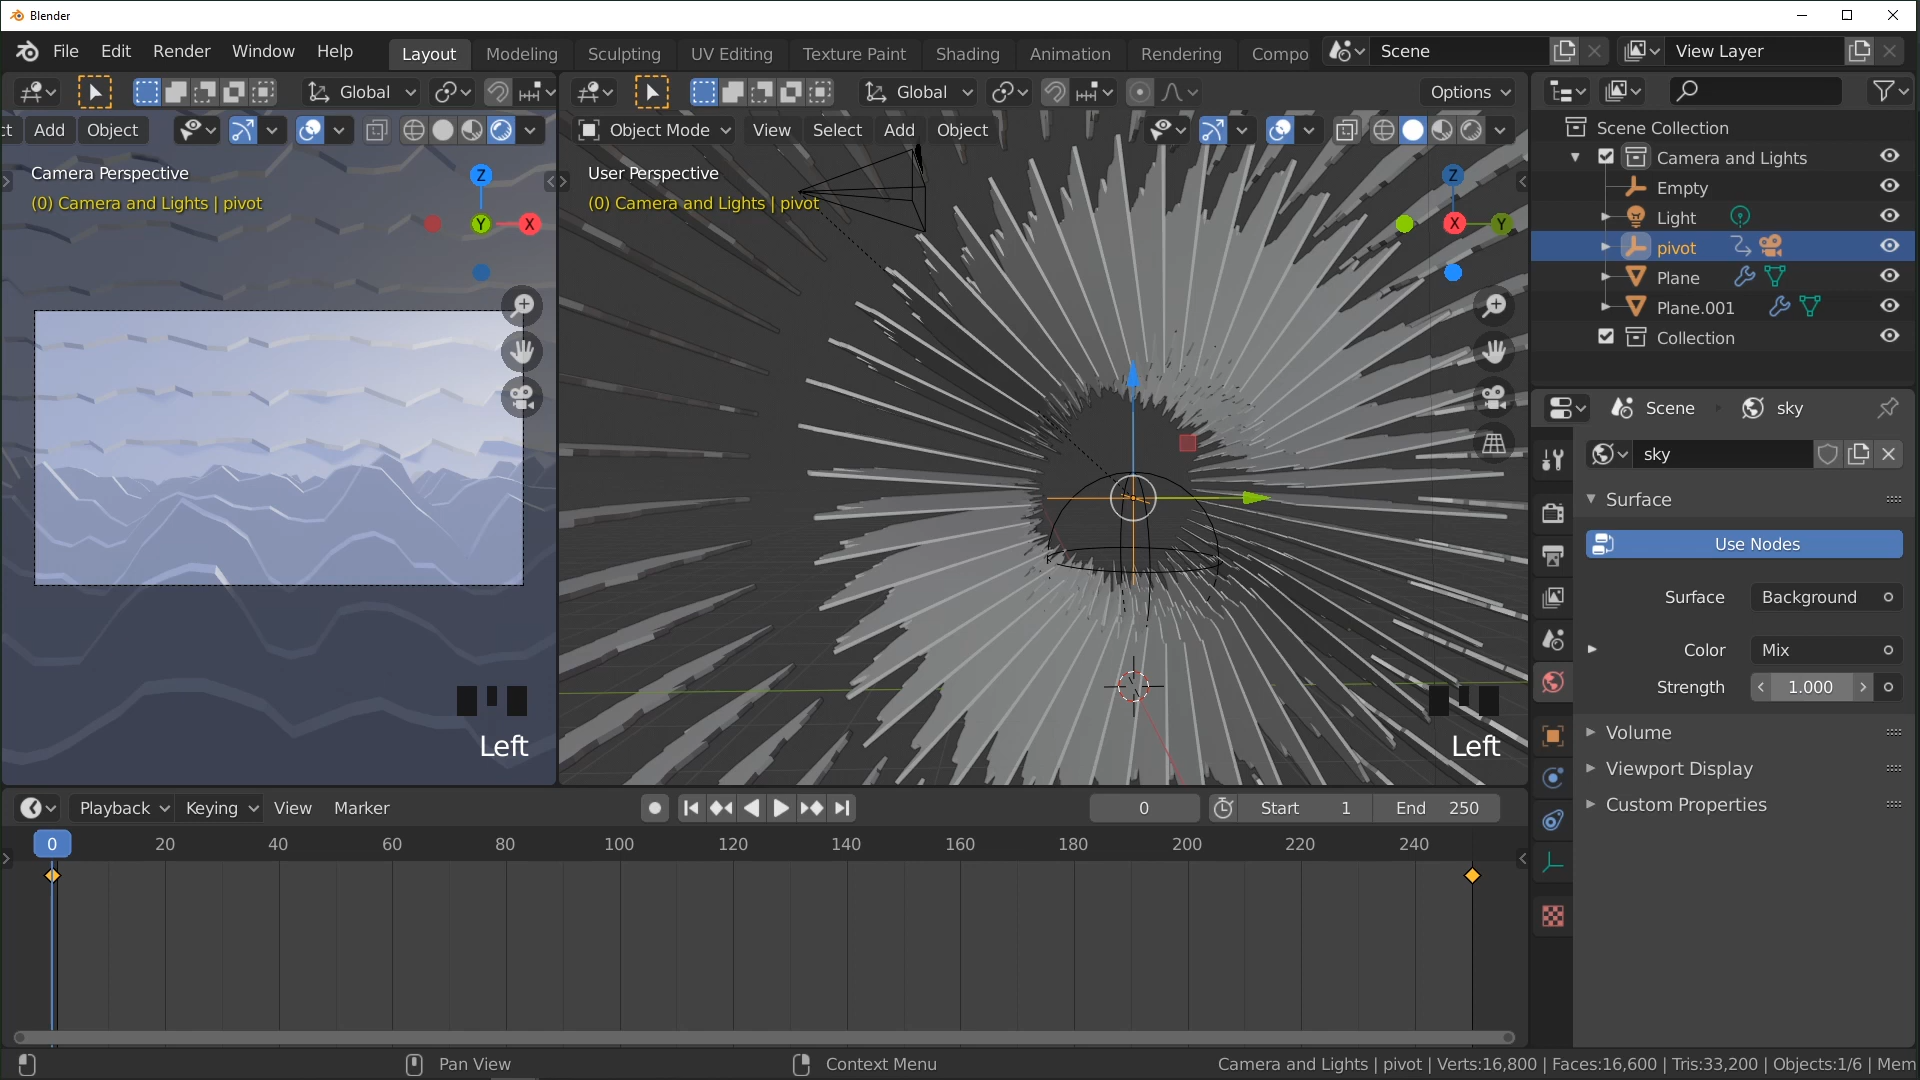 Blender
File Edit Render Window Help Layout Modeling Sculpting UV Editing Texture Paint Shading Animation Rendering Compo Scene View Layer
Global Global Options
ct Add Object Object Mode View Select Add Object
Camera Perspective
(0) Camera and Lights | pivot
Z
Y
X
Left
User Perspective
(0) Camera and Lights | pivot
Z
X
Y
Left
Scene Collection
Camera and Lights
Empty
Light
pivot
Plane
Plane.001
Collection
Scene sky
sky
Surface
Use Nodes
Surface Background
Color Mix
Strength 1.000
Volume
Viewport Display
Custom Properties
Playback Keying View Marker 0 Start 1 End 250
0 20 40 60 80 100 120 140 160 180 200 220 240
Pan View Context Menu Camera and Lights | pivot | Verts:16,800 | Faces:16,600 | Tris:33,200 | Objects:1/6 | Mem